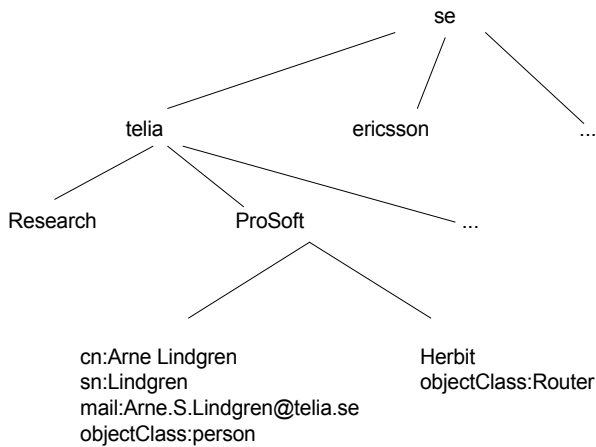 se
telia
ericsson
...
Research
ProSoft
...
cn:Arne Lindgren
sn:Lindgren
mail:Arne.S.Lindgren@telia.se
objectClass:person
Herbit
objectClass:Router